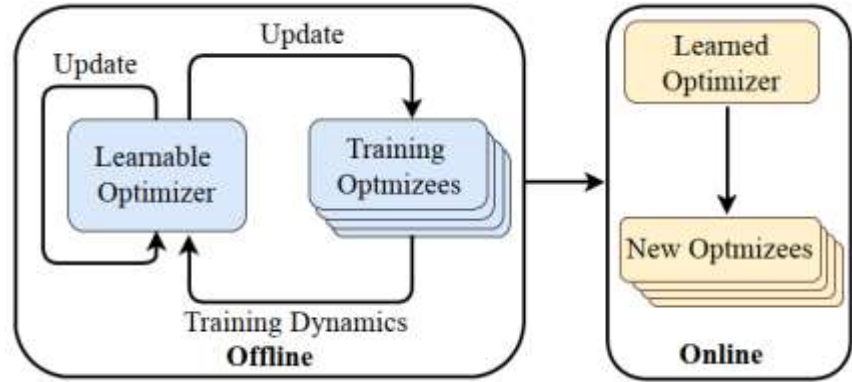 Update
Update
Learnable
Optimizer
Training
Optmizees
Training Dynamics
Offline
Learned
Optimizer
New Optmizees
Online